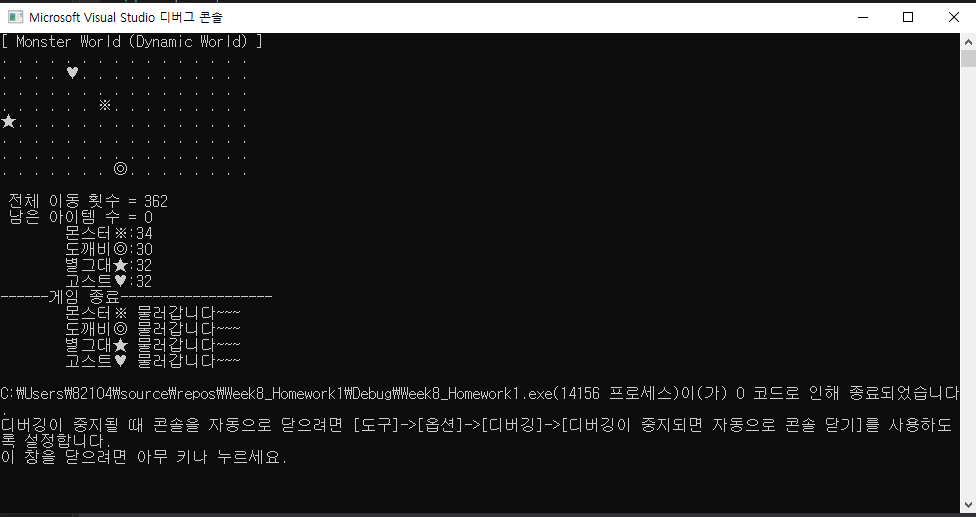 Microsoft Visual Studio 디버그 콘솔
[ Monster World (Dynamic World) ]
. . . . . . . . . . . . . . . .
. . . . ♥. . . . . . . . . . .
. . . . . . . . . . . . . . . .
. . . . . . ※. . . . . . . . .
★. . . . . . . . . . . . . . .
. . . . . . . . . . . . . . . .
. . . . . . . . . . . . . . . .
. . . . . . . ◎. . . . . . . .
전체 이동 횟수 = 362
남은 아이템 수 = 0
몬스터※:34
도깨비◎:30
별그대★:32
고스트♥:32
------게임 종료-------------------
몬스터※ 물러갑니다~~~
도깨비◎ 물러갑니다~~~
별그대★ 물러갑니다~~~
고스트♥ 물러갑니다~~~
C:₩Users₩82104₩source₩repos₩Week8_Homework1₩Debug₩Week8_Homework1.exe(14156 프로세스)이(가) 0 코드로 인해 종료되었습니다
.
디버깅이 중지될 때 콘솔을 자동으로 닫으려면 [도구]->[옵션]->[디버깅]->[디버깅이 중지되면 자동으로 콘솔 닫기]를 사용하도
록 설정합니다.
이 창을 닫으려면 아무 키나 누르세요.